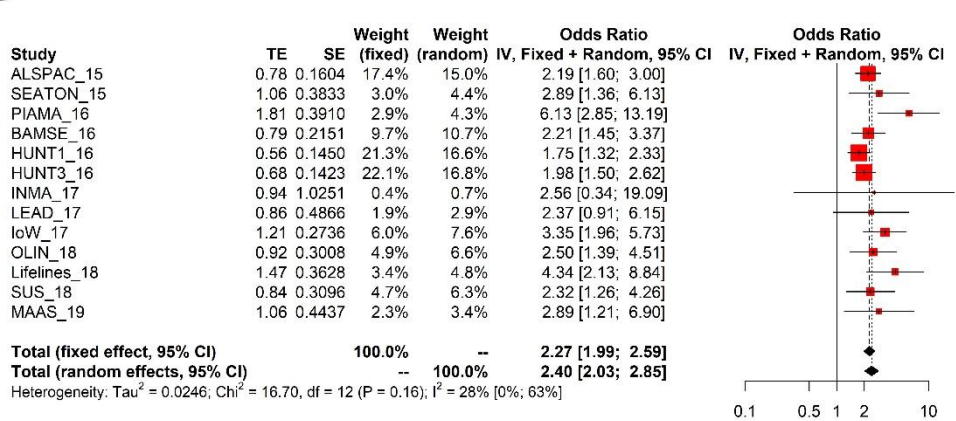 Weight Weight Odds Ratio Odds Ratio
Study TE SE (fixed) (random) IV, Fixed + Random, 95% CI IV, Fixed + Random, 95% CI
ALSPAC_15 0.78 0.1604 17.4% 15.0% 2.19 [1.60; 3.00]
SEATON_15 1.06 0.3833 3.0% 4.4% 2.89 [1.36; 6.13]
PIAMA_16 1.81 0.3910 2.9% 4.3% 6.13 [2.85; 13.19]
BAMSE_16 0.79 0.2151 9.7% 10.7% 2.21 [1.45; 3.37]
HUNT1_16 0.56 0.1450 21.3% 16.6% 1.75 [1.32; 2.33]
HUNT3_16 0.68 0.1423 22.1% 16.8% 1.98 [1.50; 2.62]
INMA_17 0.94 1.0251 0.4% 0.7% 2.56 [0.34; 19.09]
LEAD_17 0.86 0.4866 1.9% 2.9% 2.37 [0.91; 6.15]
IoW_17 1.21 0.2736 6.0% 7.6% 3.35 [1.96; 5.73]
OLIN_18 0.92 0.3008 4.9% 6.6% 2.50 [1.39; 4.51]
Lifelines_18 1.47 0.3628 3.4% 4.8% 4.34 [2.13; 8.84]
SUS_18 0.84 0.3096 4.7% 6.3% 2.32 [1.26; 4.26]
MAAS_19 1.06 0.4437 2.3% 3.4% 2.89 [1.21; 6.90]
Total (fixed effect, 95% CI) 100.0% -- 2.27 [1.99; 2.59]
Total (random effects, 95% CI) -- 100.0% 2.40 [2.03; 2.85]
Heterogeneity: Tau² = 0.0246; Chi² = 16.70, df = 12 (P = 0.16); I² = 28% [0%; 63%]
0.1 0.5 1 2 10